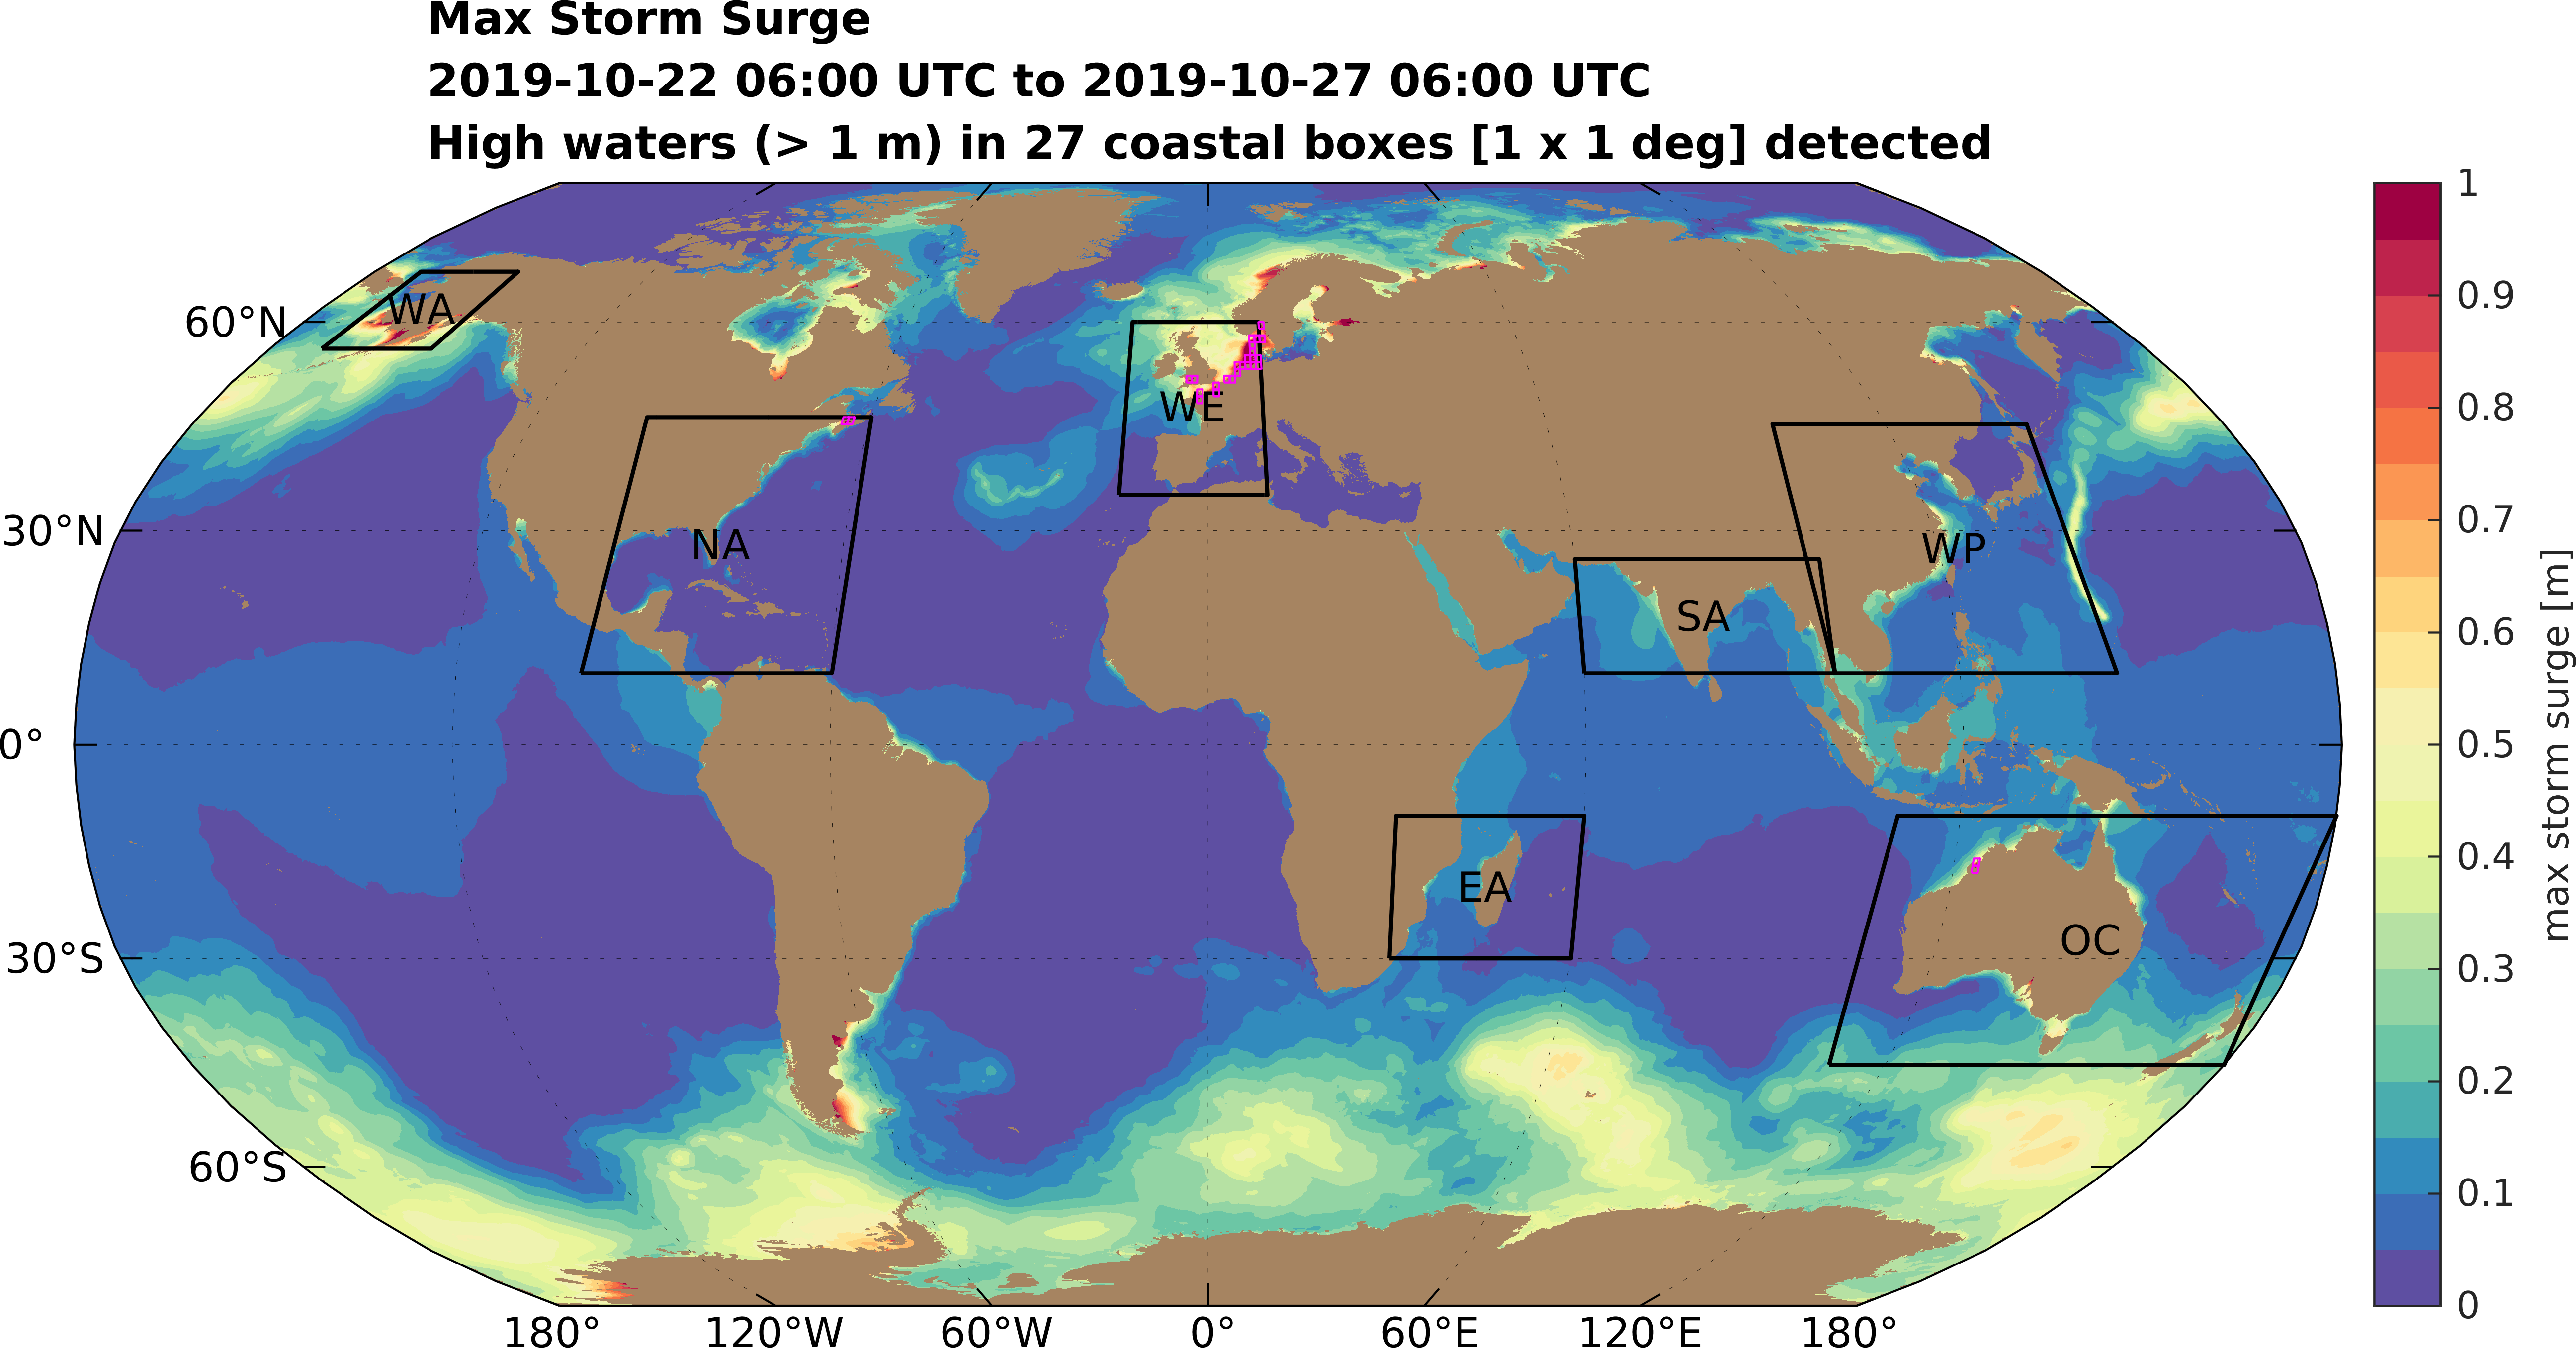 Max Storm Surge
2019-10-22 06:00 UTC to 2019-10-27 06:00 UTC
High waters (> 1 m) in 27 coastal boxes [1 x 1 deg] detected
60°N
30°N
0°
30°S
60°S
180°
120°W
60°W
0°
60°E
120°E
180°
WA
NA
WE
SA
WP
EA
OC
1
0.9
0.8
0.7
0.6
0.5
0.4
0.3
0.2
0.1
0
max storm surge [m]